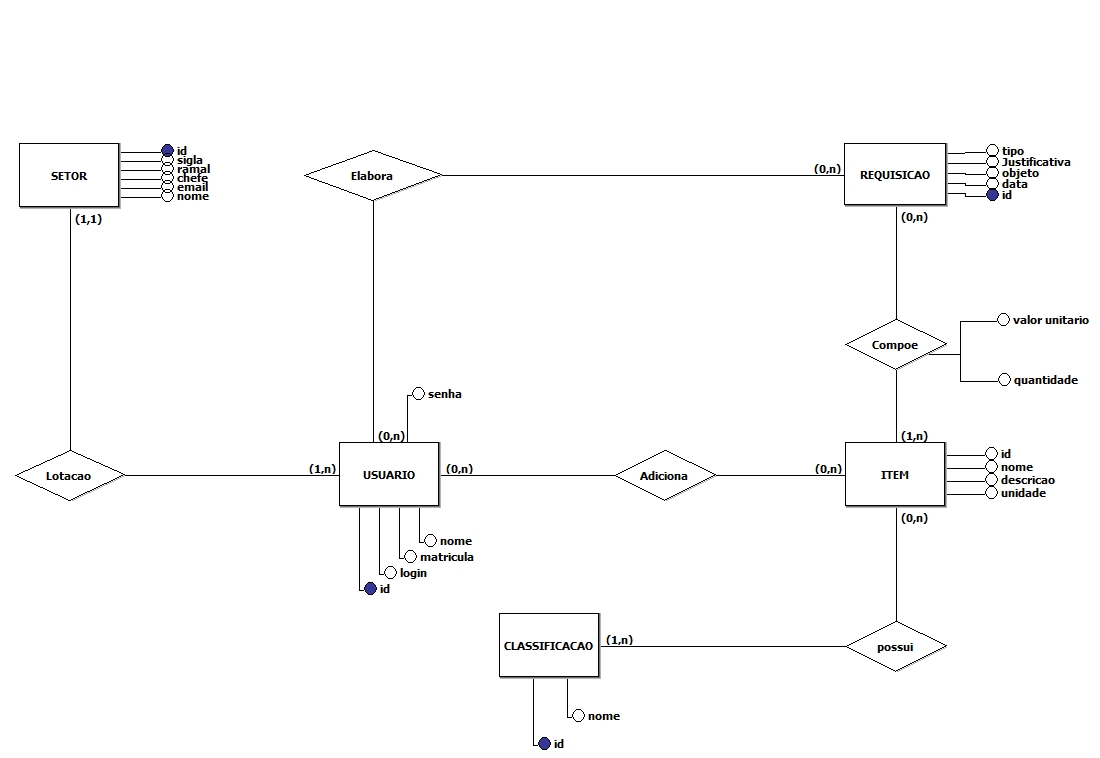 SETOR
id
sigla
ramal
chefe
email
nome
(1,1)
Elabora
(0,n)
REQUISICAO
tipo
Justificativa
objeto
data
id
(0,n)
Compoe
valor unitario
quantidade
senha
(0,n)
(1,n)
Lotacao
(1,n)
USUARIO
(0,n)
Adiciona
(0,n)
ITEM
id
nome
descricao
unidade
(0,n)
nome
matricula
login
id
CLASSIFICACAO
(1,n)
possui
nome
id